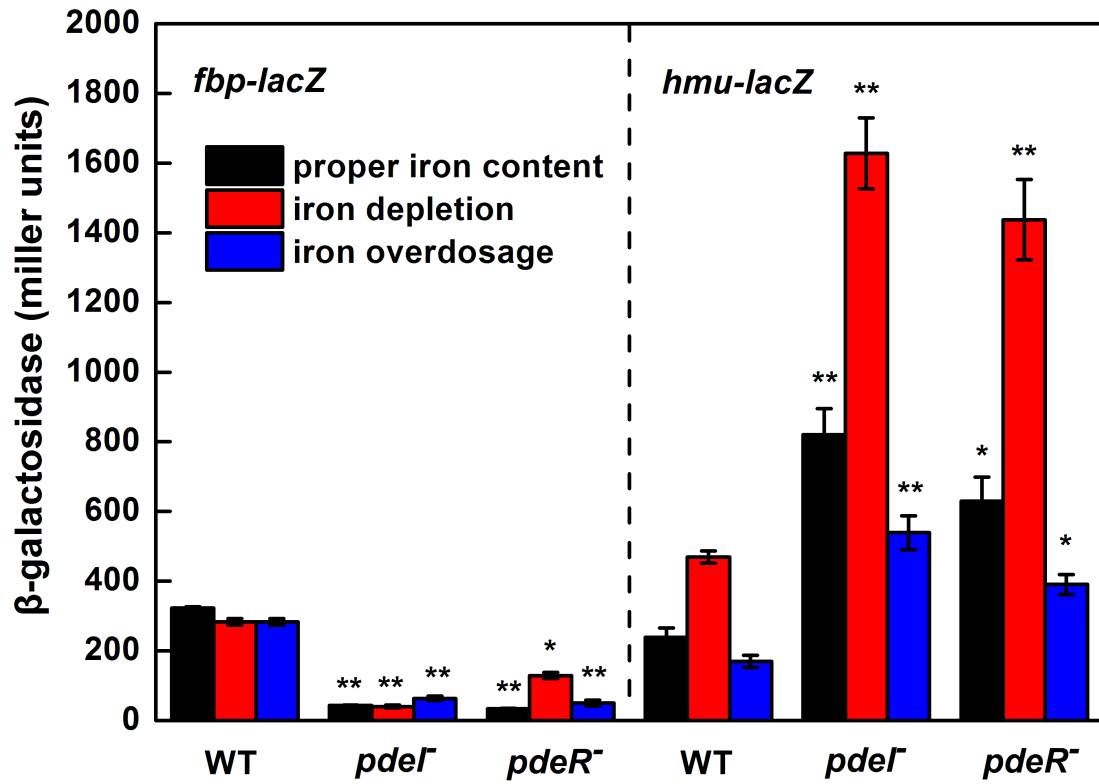 β-galactosidase (miller units)
2000
1800
1600
1400
1200
1000
800
600
400
200
0
fbp-lacZ
hmu-lacZ
proper iron content
iron depletion
iron overdosage
** ** **
** * **
** ** **
* ** *
WT pdeI⁻ pdeR⁻ WT pdeI⁻ pdeR⁻